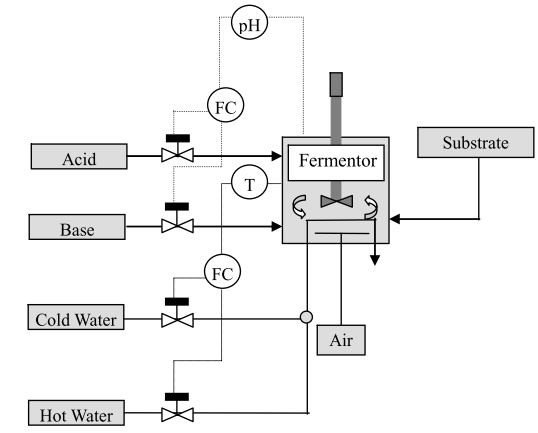 pH
FC
Acid
Fermentor
Substrate
T
Base
FC
Cold Water
Air
Hot Water